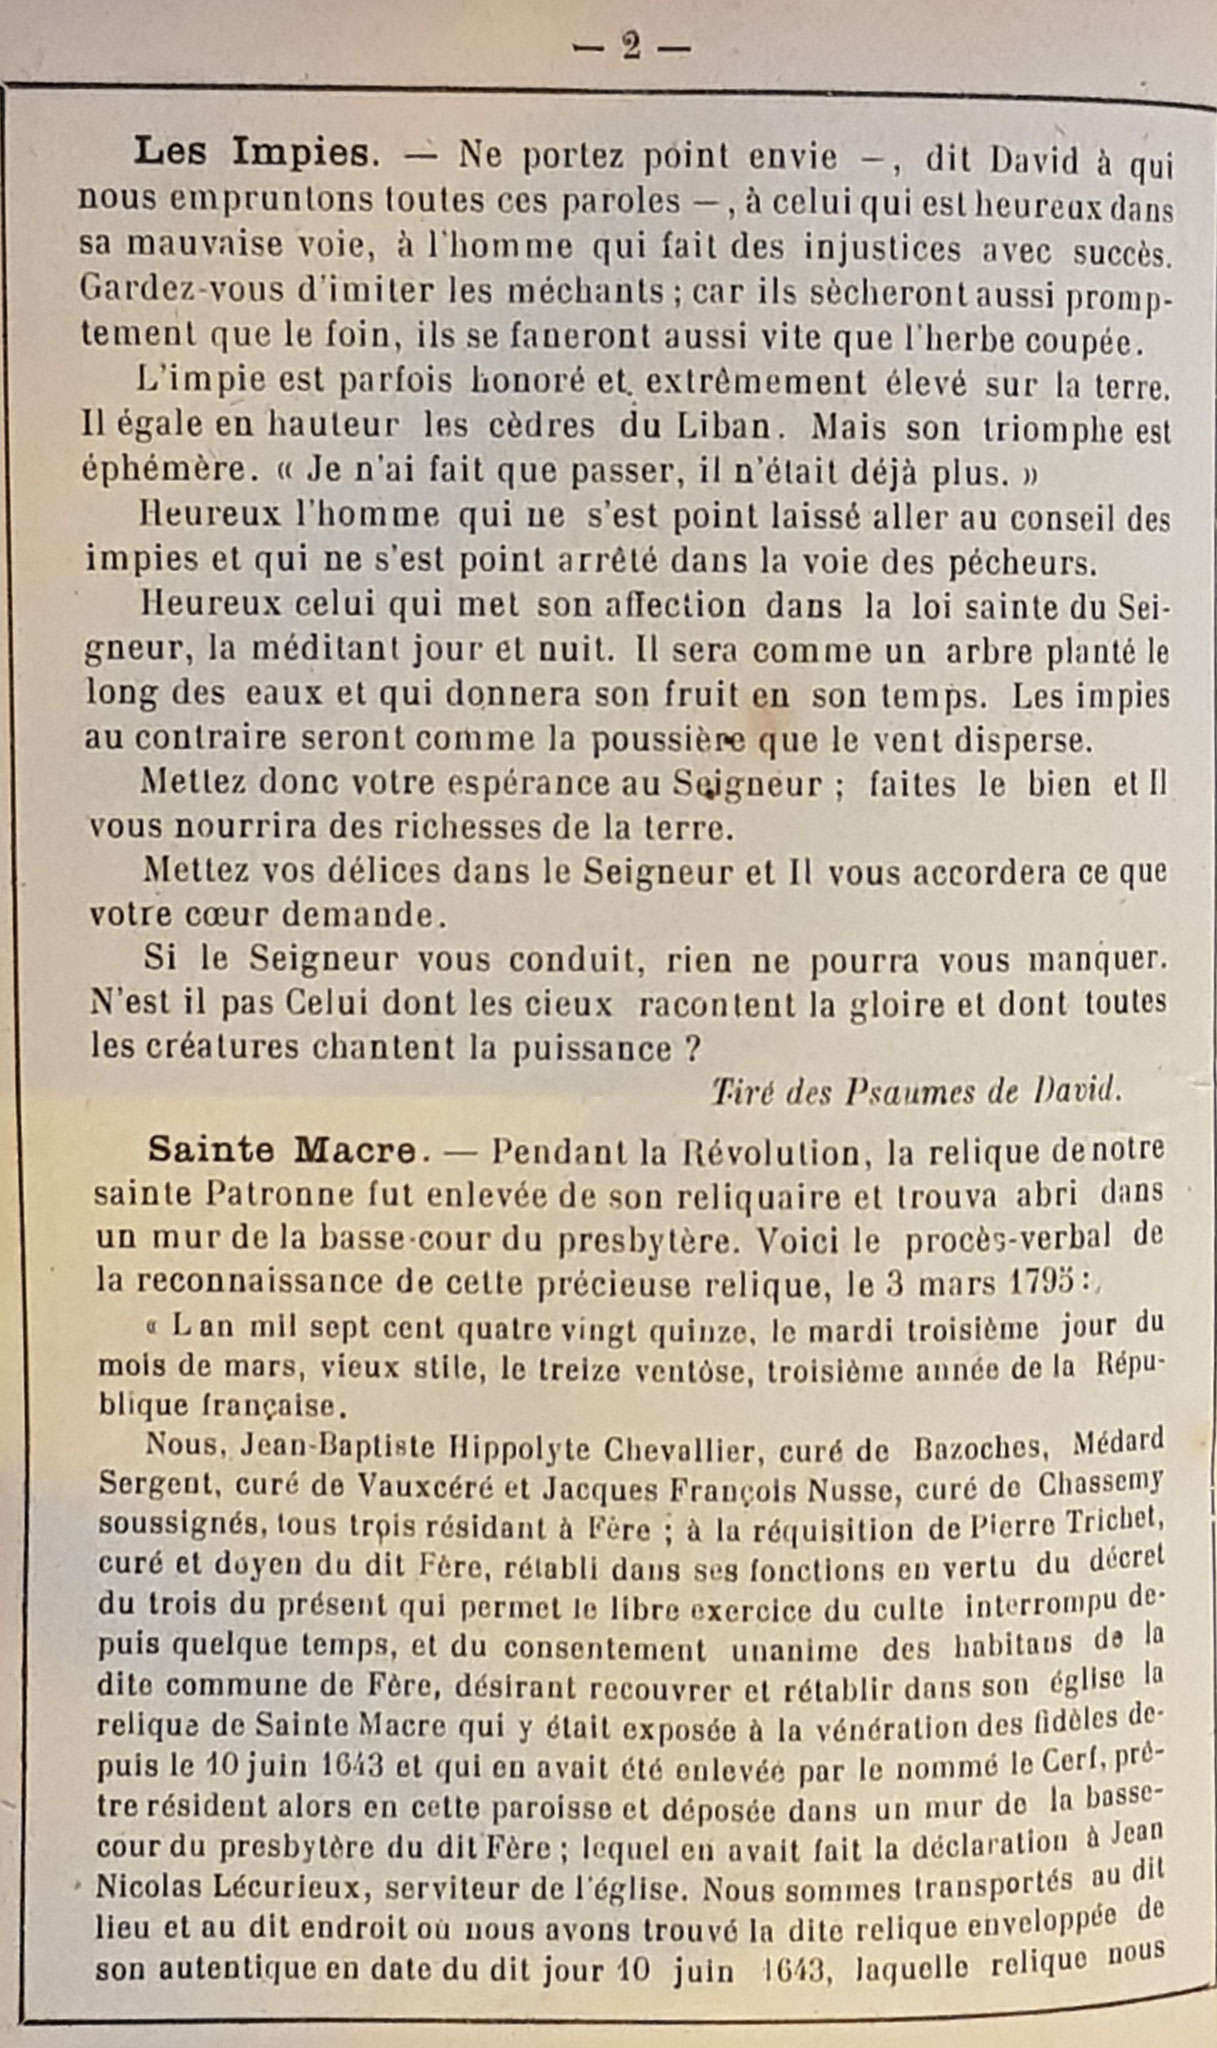 — 2 —
Les Impies. — Ne portez point envie —, dit David à qui
nous empruntons toutes ces paroles —, à celui qui est heureux dans
sa mauvaise voie, à l'homme qui fait des injustices avec succès.
Gardez-vous d'imiter les méchants ; car ils sècheront aussi promp-
tement que le foin, ils se faneront aussi vite que l'herbe coupée.
L'impie est parfois honoré et extrêmement élevé sur la terre.
Il égale en hauteur les cèdres du Liban. Mais son triomphe est
éphémère. « Je n'ai fait que passer, il n'était déjà plus. »
Heureux l'homme qui ne s'est point laissé aller au conseil des
impies et qui ne s'est point arrêté dans la voie des pécheurs.
Heureux celui qui met son affection dans la loi sainte du Sei-
gneur, la méditant jour et nuit. Il sera comme un arbre planté le
long des eaux et qui donnera son fruit en son temps. Les impies
au contraire seront comme la poussière que le vent disperse.
Mettez donc votre espérance au Seigneur ; faites le bien et Il
vous nourrira des richesses de la terre.
Mettez vos délices dans le Seigneur et Il vous accordera ce que
votre cœur demande.
Si le Seigneur vous conduit, rien ne pourra vous manquer.
N'est il pas Celui dont les cieux racontent la gloire et dont toutes
les créatures chantent la puissance ?
Tiré des Psaumes de David.
Sainte Macre. — Pendant la Révolution, la relique de notre
sainte Patronne fut enlevée de son reliquaire et trouva abri dans
un mur de la basse-cour du presbytère. Voici le procès-verbal de
la reconnaissance de cette précieuse relique, le 3 mars 1795 :
« L an mil sept cent quatre vingt quinze, le mardi troisième jour du
mois de mars, vieux stile, le treize ventôse, troisième année de la Répu-
blique française.
Nous, Jean-Baptiste Hippolyte Chevallier, curé de Bazoches, Médard
Sergent, curé de Vauxcéré et Jacques François Nusse, curé de Chassemy
soussignés, tous trois résidant à Fère ; à la réquisition de Pierre Trichet,
curé et doyen du dit Fère, rétabli dans ses fonctions en vertu du décret
du trois du présent qui permet le libre exercice du culte interrompu de-
puis quelque temps, et du consentement unanime des habitans de la
dite commune de Fère, désirant recouvrer et rétablir dans son église la
relique de Sainte Macre qui y était exposée à la vénération des fidèles de-
puis le 10 juin 1643 et qui en avait été enlevée par le nommé le Cerf, prê-
tre résident alors en cette paroisse et déposée dans un mur de la basse-
cour du presbytère du dit Fère ; lequel en avait fait la déclaration à Jean
Nicolas Lécurieux, serviteur de l'église. Nous sommes transportés au dit
lieu et au dit endroit où nous avons trouvé la dite relique enveloppée de
son autentique en date du dit jour 10 juin 1643, laquelle relique nous